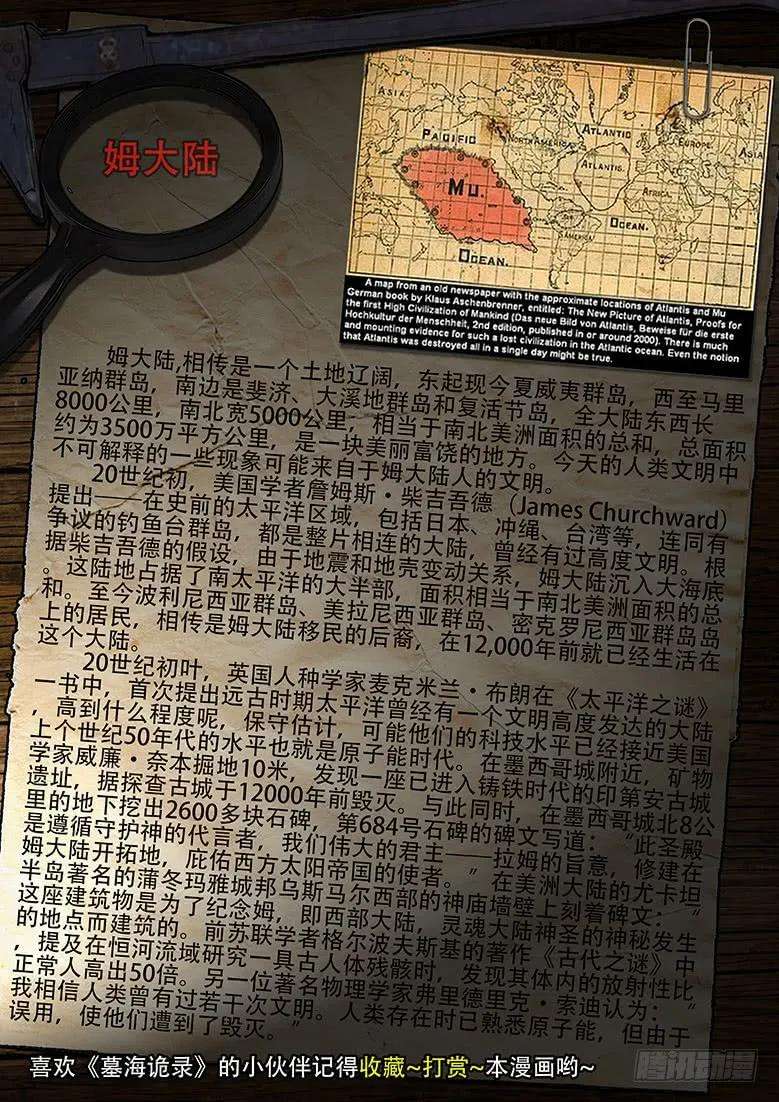 姆大陆
ASIA
PACIFIC
NORTH AMERICA
ATLANTIC
EUROPE
ASIA
ATLANTIS
AFRICA
Mu.
S.AMERICA
OCEAN.
OCEAN.
A map from an old newspaper with the approximate locations of Atlantis and Mu
German book by Klaus Aschenbrenner, entitled: The New Picture of Atlantis, Proofs for
the first High Civilization of Mankind (Das neue Bild von Atlantis, Beweise für die erste
Hochkultur der Menschheit, 2nd edition, published in or around 2000). There is much
and mounting evidence for such a lost civilization in the Atlantic ocean. Even the notion
that Atlantis was destroyed all in a single day might be true.
姆大陆,相传是一个土地辽阔，东起现今夏威夷群岛，西至马里
亚纳群岛，南边是斐济、大溪地群岛和复活节岛，全大陆东西长
8000公里，南北宽5000公里，相当于南北美洲面积的总和，总面积
约为3500万平方公里，是一块美丽富饶的地方。今天的人类文明中
不可解释的一些现象可能来自于姆大陆人的文明。
20世纪初，美国学者詹姆斯·柴吉吾德（James Churchward）
提出——在史前的太平洋区域，包括日本、冲绳、台湾等，连同有
争议的钓鱼台群岛，都是整片相连的大陆，曾经有过高度文明。根
据柴吉吾德的假设，由于地震和地壳变动关系，姆大陆沉入大海底
。这陆地占据了南太平洋的大半部，面积相当于南北美洲面积的总
和。至今波利尼西亚群岛、美拉尼西亚群岛、密克罗尼西亚群岛岛
上的居民，相传是姆大陆移民的后裔，在12,000年前就已经生活在
这个大陆。
20世纪初叶，英国人种学家麦克米兰·布朗在《太平洋之谜》
一书中，首次提出远古时期太平洋曾经有一个文明高度发达的大陆
，高到什么程度呢，保守估计，可能他们的科技水平已经接近美国
上个世纪50年代的水平也就是原子能时代。在墨西哥城附近，矿物
学家威廉·奈本掘地10米，发现一座已进入铸铁时代的印第安古城
遗址，据探查古城于12000年前毁灭。与此同时，在墨西哥城北8公
里的地下挖出2600多块石碑，第684号石碑的碑文写道：“此圣殿
是遵循守护神的代言者，我们伟大的君主——拉姆的旨意，修建在
姆大陆开拓地，庇佑西方太阳帝国的使者。”在美洲大陆的尤卡坦
半岛著名的蒲冬玛雅城邦乌斯马尔西部的神庙墙壁上刻着碑文：“
这座建筑物是为了纪念姆，即西部大陆，灵魂大陆神圣的神秘发生
的地点而建筑的。前苏联学者格尔波夫斯基的著作《古代之谜》中
，提及在恒河流域研究一具古人体残骸时，发现其体内的放射性比
正常人高出50倍。另一位著名物理学家弗里德里克·索迪认为：“
我相信人类曾有过若干次文明。人类存在时已熟悉原子能，但由于
误用，使他们遭到了毁灭。”
喜欢《墓海诡录》的小伙伴记得收藏~打赏~本漫画哟~
腾讯动漫